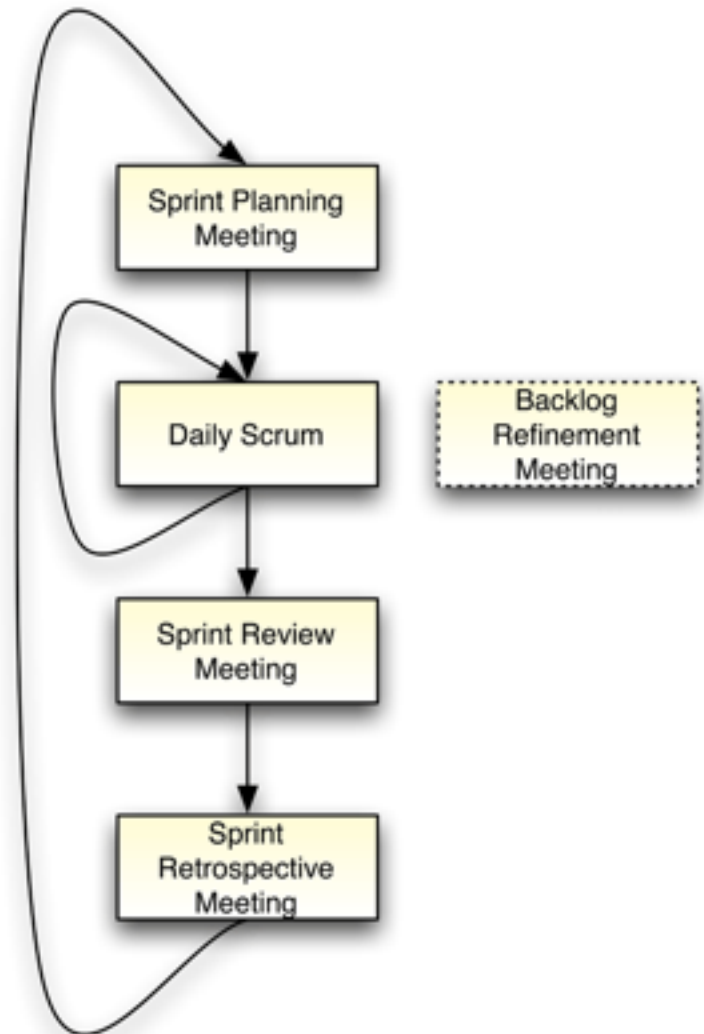 Sprint Planning
Meeting
Daily Scrum
Backlog
Refinement
Meeting
Sprint Review
Meeting
Sprint
Retrospective
Meeting